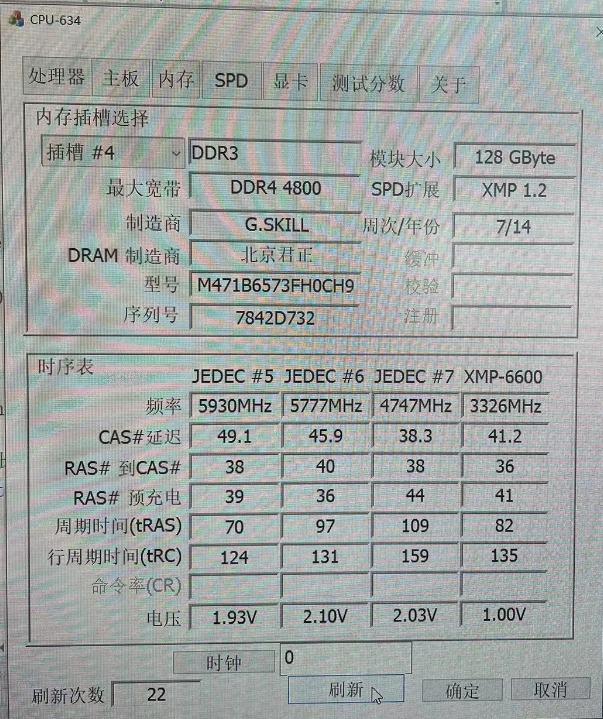 CPU-634
处理器 主板 内存 SPD 显卡 测试分数 关于
内存插槽选择
插槽 #4 DDR3 模块大小 128 GByte
最大宽带 DDR4 4800 SPD扩展 XMP 1.2
制造商 G.SKILL 周次/年份 7/14
DRAM 制造商 北京君正 缓冲
型号 M471B6573FH0CH9 校验
序列号 7842D732 注册
时序表
JEDEC #5 JEDEC #6 JEDEC #7 XMP-6600
频率 5930MHz 5777MHz 4747MHz 3326MHz
CAS#延迟 49.1 45.9 38.3 41.2
RAS# 到CAS# 38 40 38 36
RAS# 预充电 39 36 44 41
周期时间(tRAS) 70 97 109 82
行周期时间(tRC) 124 131 159 135
命令率(CR)
电压 1.93V 2.10V 2.03V 1.00V
时钟 0
刷新次数 22 刷新 确定 取消